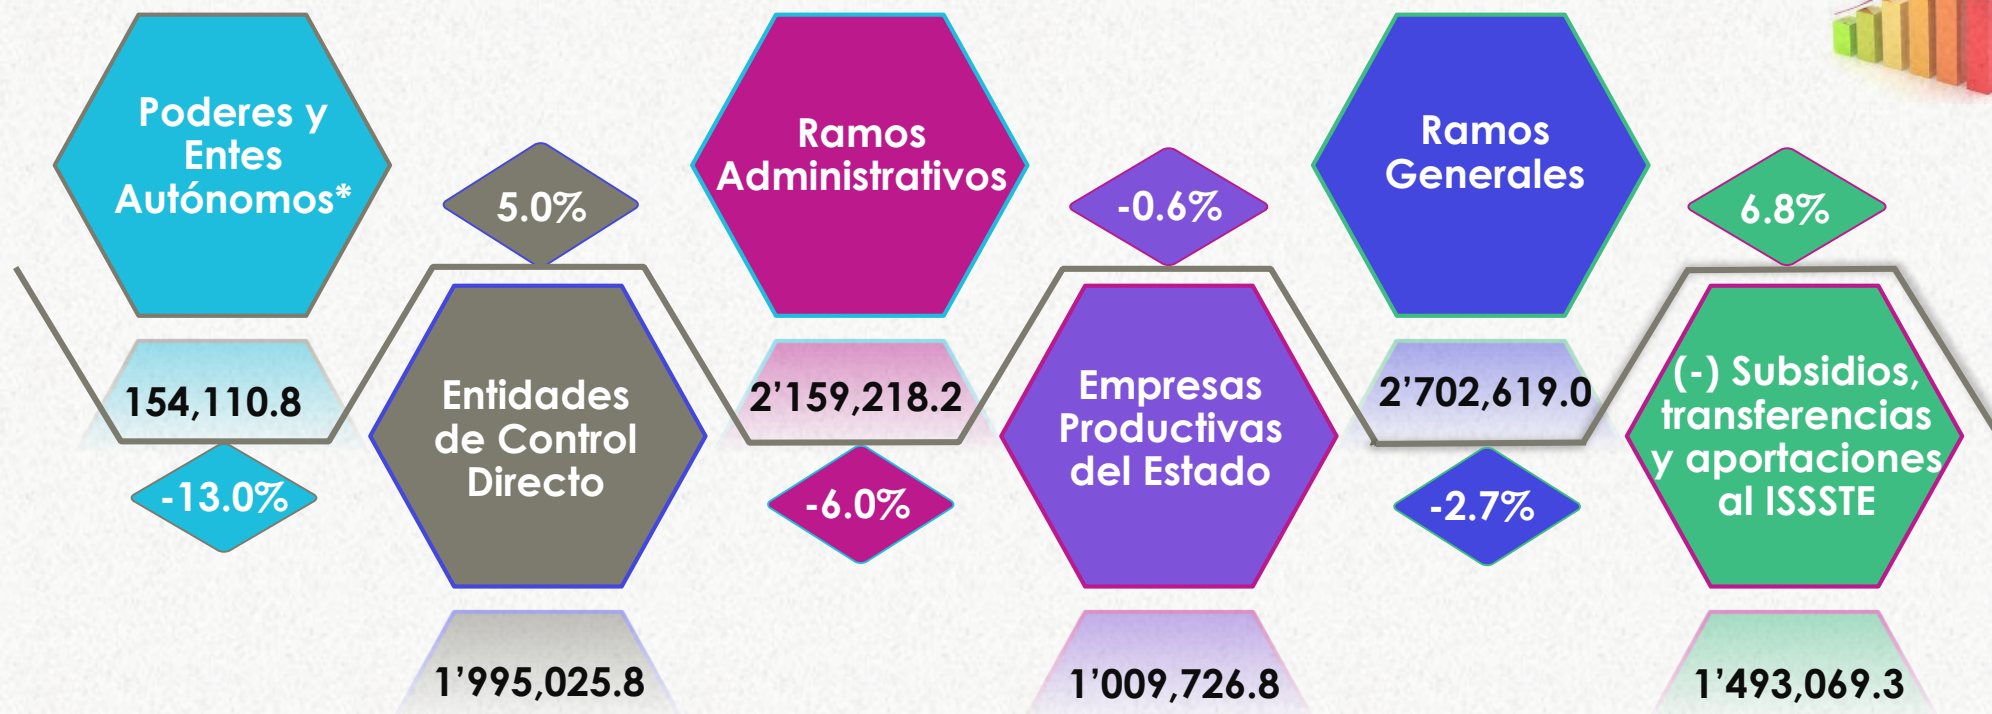 Poderes y
Entes
Autónomos*
154,110.8
-13.0%
5.0%
Entidades
de Control
Directo
1’995,025.8
Ramos
Administrativos
2’159,218.2
-6.0%
-0.6%
Empresas
Productivas
del Estado
1’009,726.8
Ramos
Generales
2’702,619.0
-2.7%
6.8%
(-) Subsidios,
transferencias
y aportaciones
al ISSSTE
1’493,069.3